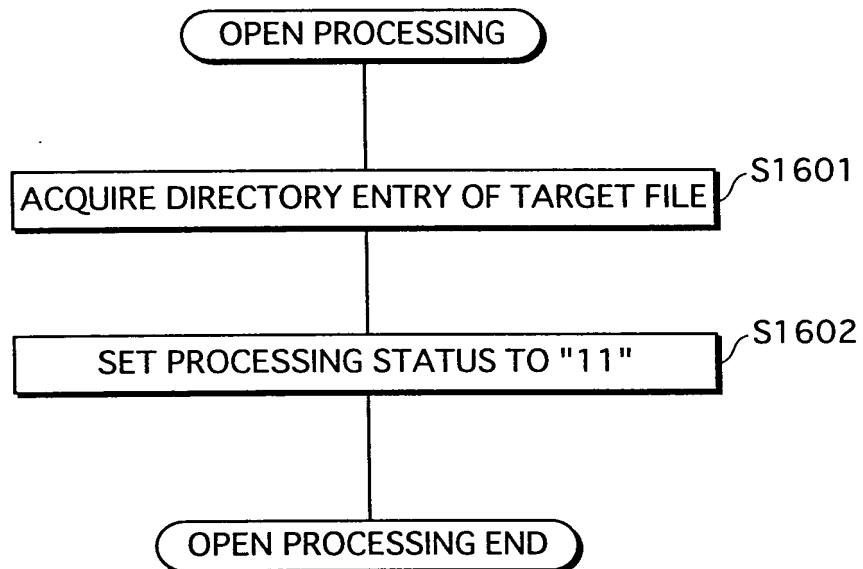 OPEN PROCESSING
S1601
ACQUIRE DIRECTORY ENTRY OF TARGET FILE
S1602
SET PROCESSING STATUS TO "11"
OPEN PROCESSING END